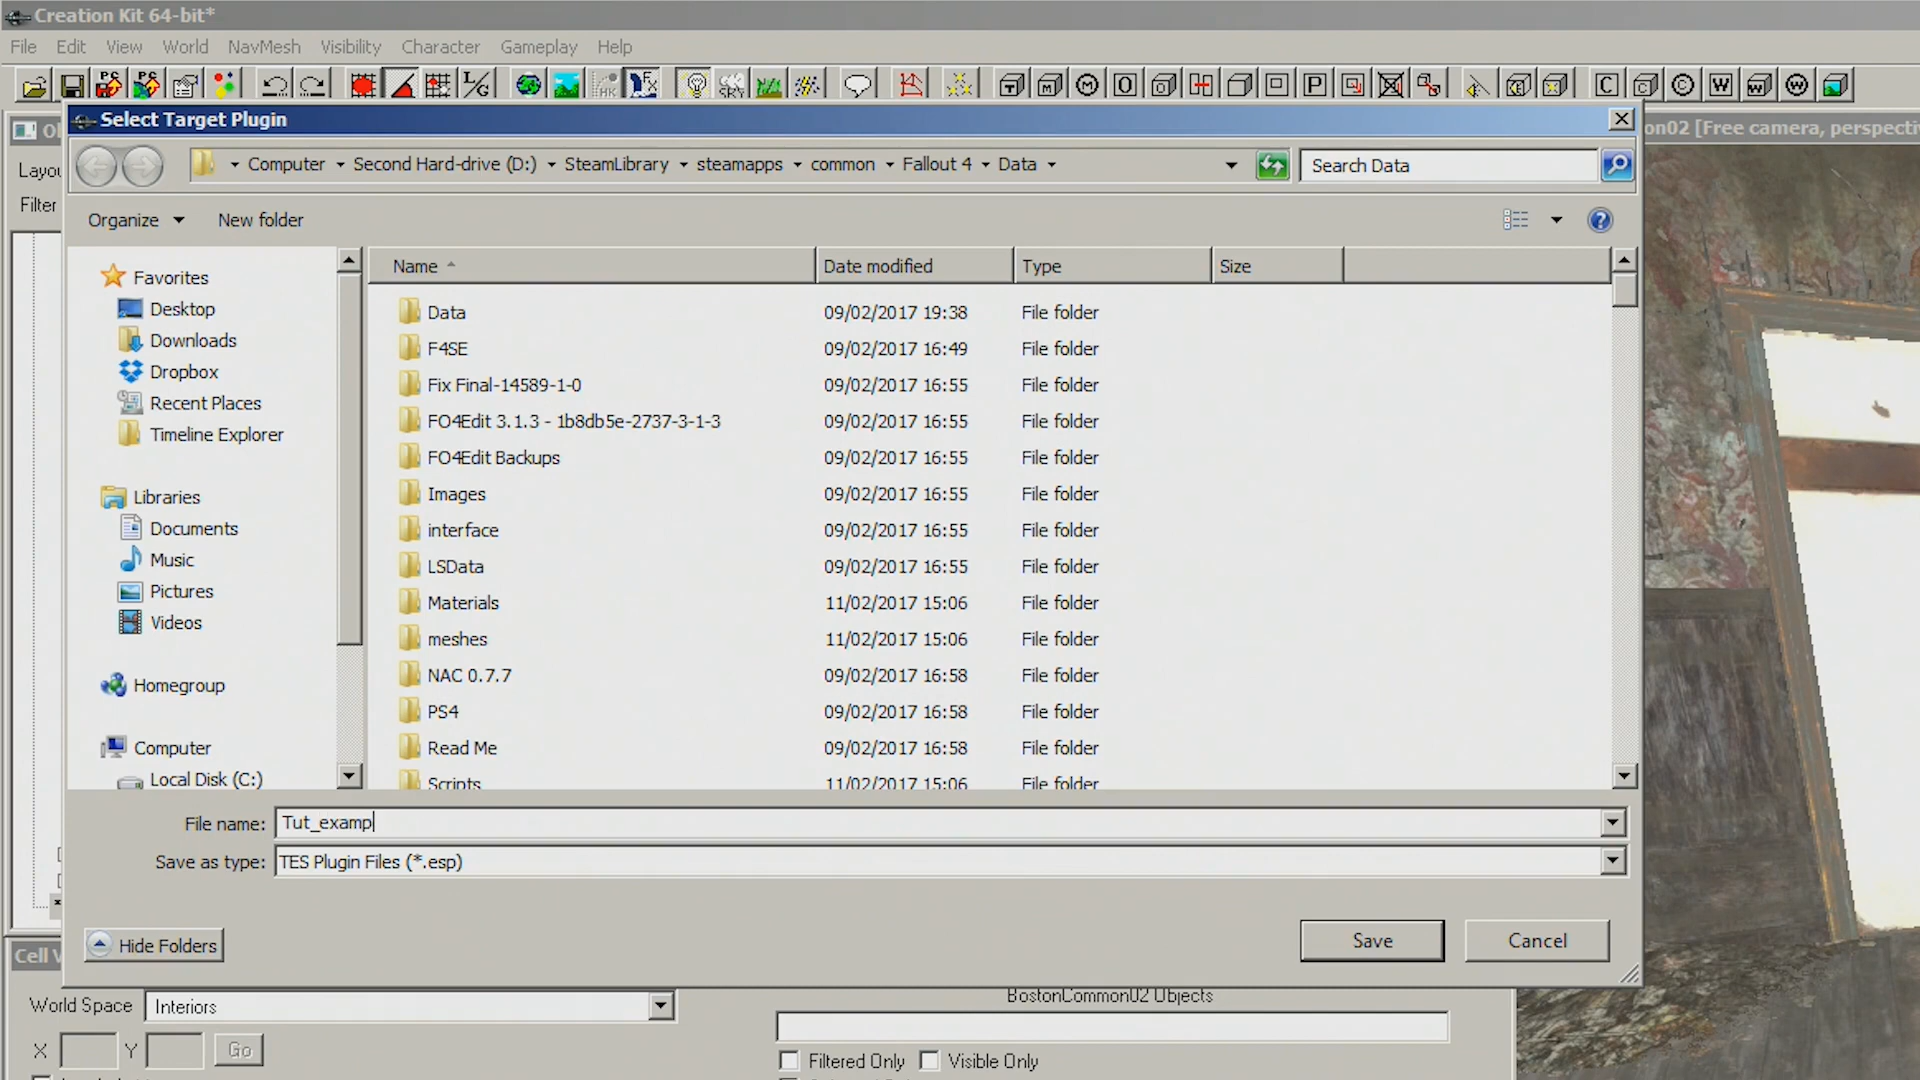 Creation Kit 64-bit*
File Edit View World NavMesh Visibility Character Gameplay Help
Select Target Plugin
on02 [Free camera, perspectiv
Computer Second Hard-drive (D:) SteamLibrary steamapps common Fallout 4 Data
Search Data
Layou
Filter
Organize New folder
Name Date modified Type Size
Favorites
Desktop
Downloads
Dropbox
Recent Places
Timeline Explorer
Libraries
Documents
Music
Pictures
Videos
Homegroup
Computer
Local Disk (C:)
Data 09/02/2017 19:38 File folder
F4SE 09/02/2017 16:49 File folder
Fix Final-14589-1-0 09/02/2017 16:55 File folder
FO4Edit 3.1.3 - 1b8db5e-2737-3-1-3 09/02/2017 16:55 File folder
FO4Edit Backups 09/02/2017 16:55 File folder
Images 09/02/2017 16:55 File folder
interface 09/02/2017 16:55 File folder
LSData 09/02/2017 16:55 File folder
Materials 11/02/2017 15:06 File folder
meshes 11/02/2017 15:06 File folder
NAC 0.7.7 09/02/2017 16:58 File folder
PS4 09/02/2017 16:58 File folder
Read Me 09/02/2017 16:58 File folder
Scripts 11/02/2017 15:06 File folder
File name: Tut_examp
Save as type: TES Plugin Files (*.esp)
Hide Folders
Save Cancel
Cell V
World Space Interiors
BostonCommon02 Objects
X Y Go
Filtered Only Visible Only